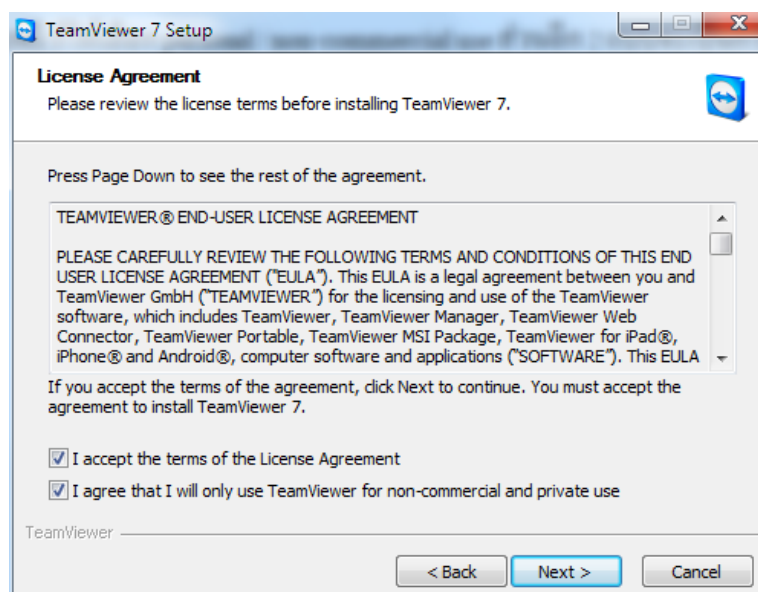 TeamViewer 7 Setup
License Agreement
Please review the license terms before installing TeamViewer 7.
Press Page Down to see the rest of the agreement.
TEAMVIEWER® END-USER LICENSE AGREEMENT
PLEASE CAREFULLY REVIEW THE FOLLOWING TERMS AND CONDITIONS OF THIS END
USER LICENSE AGREEMENT ("EULA"). This EULA is a legal agreement between you and
TeamViewer GmbH ("TEAMVIEWER") for the licensing and use of the TeamViewer
software, which includes TeamViewer, TeamViewer Manager, TeamViewer Web
Connector, TeamViewer Portable, TeamViewer MSI Package, TeamViewer for iPad®,
iPhone® and Android®, computer software and applications ("SOFTWARE"). This EULA
If you accept the terms of the agreement, click Next to continue. You must accept the
agreement to install TeamViewer 7.
I accept the terms of the License Agreement
I agree that I will only use TeamViewer for non-commercial and private use
TeamViewer
< Back Next > Cancel